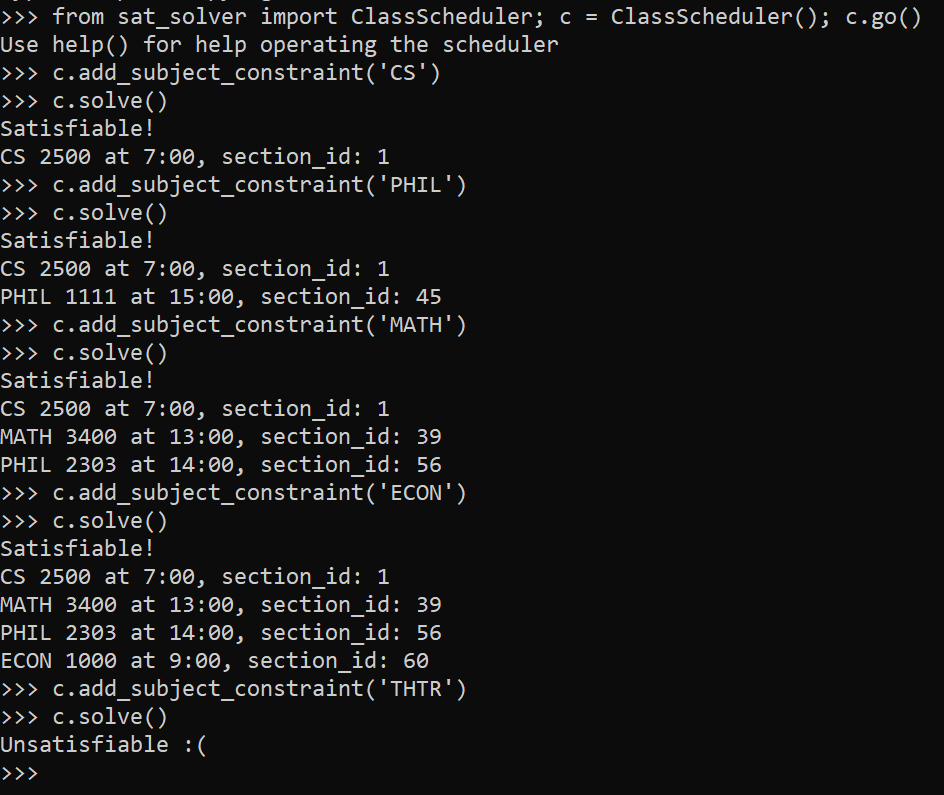 >>> from sat_solver import ClassScheduler; c = ClassScheduler(); c.go()
Use help() for help operating the scheduler
>>> c.add_subject_constraint('CS')
>>> c.solve()
Satisfiable!
CS 2500 at 7:00, section_id: 1
>>> c.add_subject_constraint('PHIL')
>>> c.solve()
Satisfiable!
CS 2500 at 7:00, section_id: 1
PHIL 1111 at 15:00, section_id: 45
>>> c.add_subject_constraint('MATH')
>>> c.solve()
Satisfiable!
CS 2500 at 7:00, section_id: 1
MATH 3400 at 13:00, section_id: 39
PHIL 2303 at 14:00, section_id: 56
>>> c.add_subject_constraint('ECON')
>>> c.solve()
Satisfiable!
CS 2500 at 7:00, section_id: 1
MATH 3400 at 13:00, section_id: 39
PHIL 2303 at 14:00, section_id: 56
ECON 1000 at 9:00, section_id: 60
>>> c.add_subject_constraint('THTR')
>>> c.solve()
Unsatisfiable :(
>>>